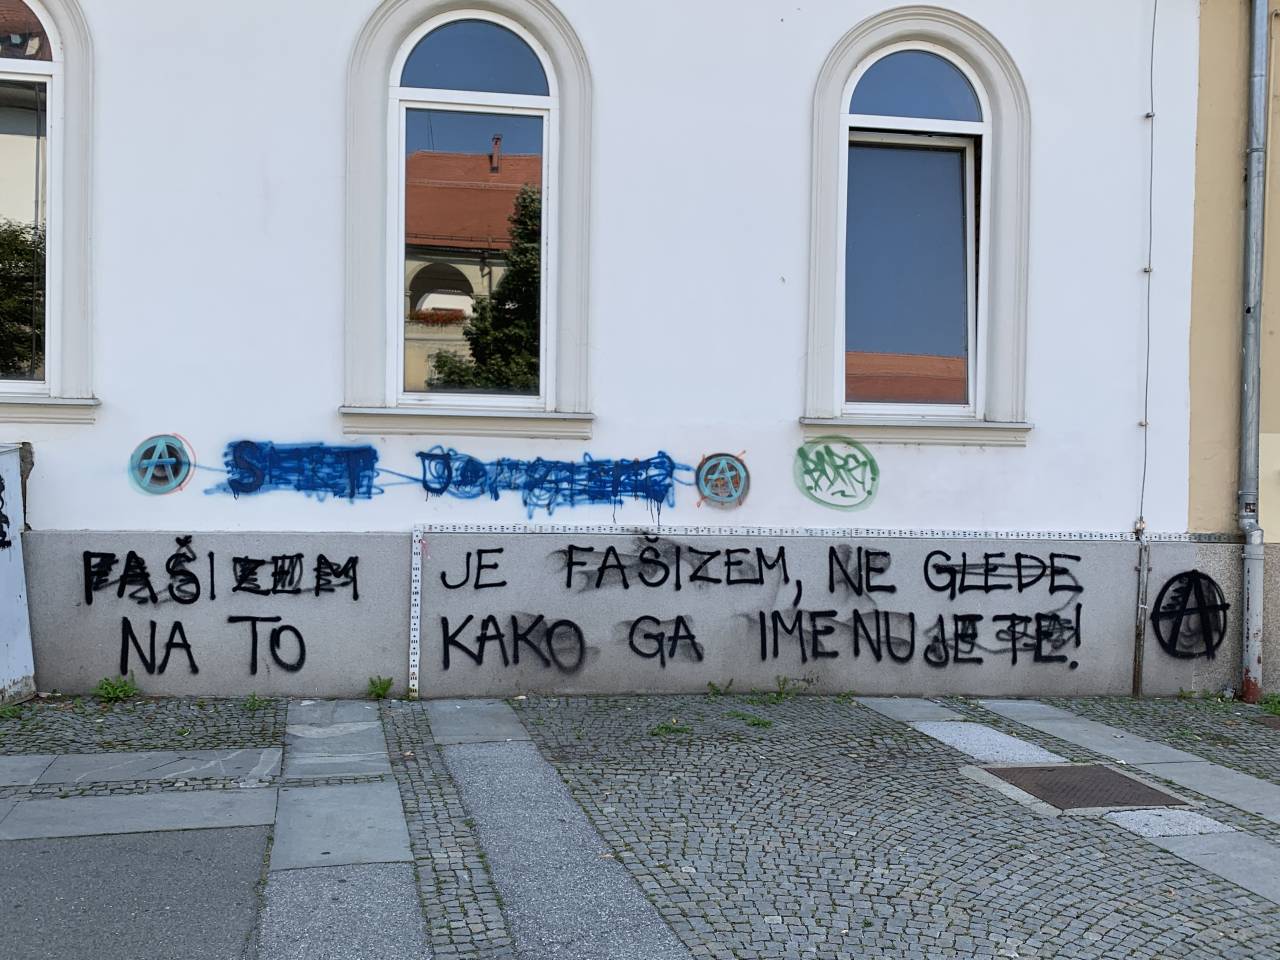 FAŠIZEM JE FAŠIZEM, NE GLEDE
NA TO KAKO GA IMENUJETE!